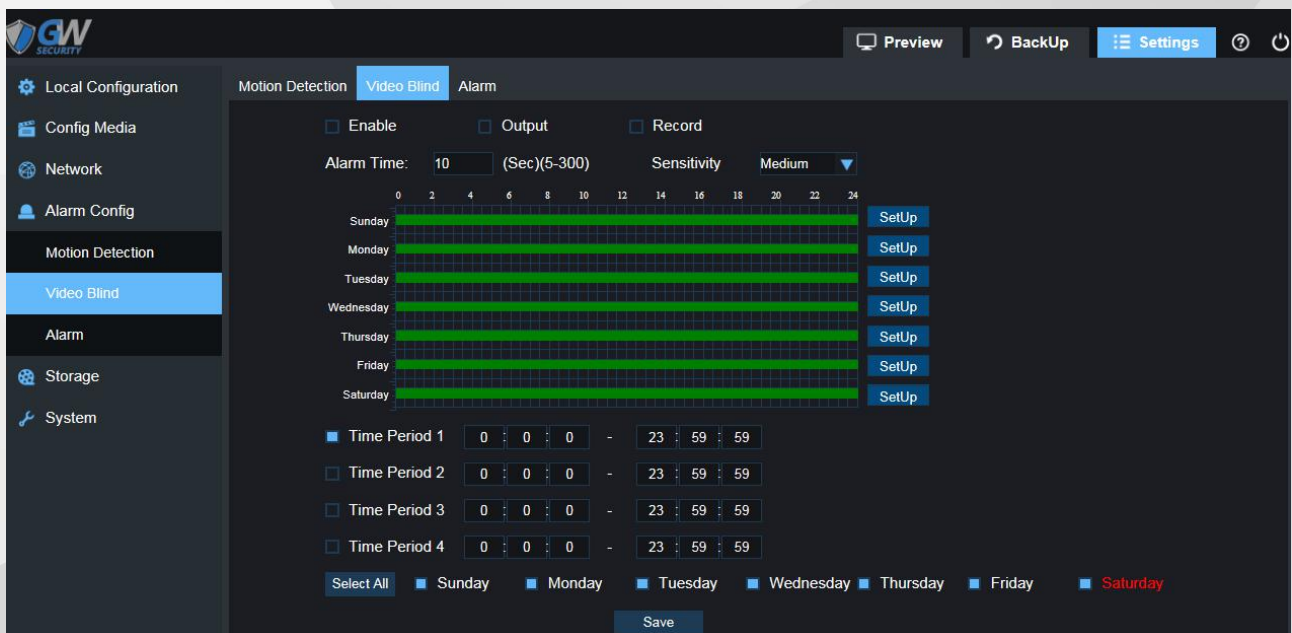 GW
SECURITY
Preview BackUp Settings
Local Configuration
Config Media
Network
Alarm Config
Motion Detection
Video Blind
Alarm
Storage
System
Motion Detection Video Blind Alarm
Enable Output Record
Alarm Time: 10 (Sec)(5-300) Sensitivity Medium
0 2 4 6 8 10 12 14 16 18 20 22 24
Sunday SetUp
Monday SetUp
Tuesday SetUp
Wednesday SetUp
Thursday SetUp
Friday SetUp
Saturday SetUp
Time Period 1 0 : 0 : 0 - 23 : 59 : 59
Time Period 2 0 : 0 : 0 - 23 : 59 : 59
Time Period 3 0 : 0 : 0 - 23 : 59 : 59
Time Period 4 0 : 0 : 0 - 23 : 59 : 59
Select All Sunday Monday Tuesday Wednesday Thursday Friday Saturday
Save